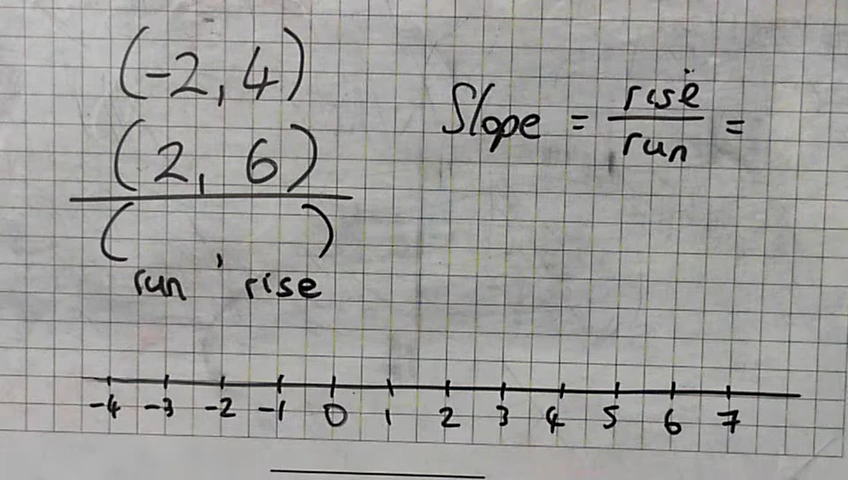 (-2, 4)
(2, 6)
( , )
run rise
Slope = rise/run =
-4 -3 -2 -1 0 1 2 3 4 5 6 7